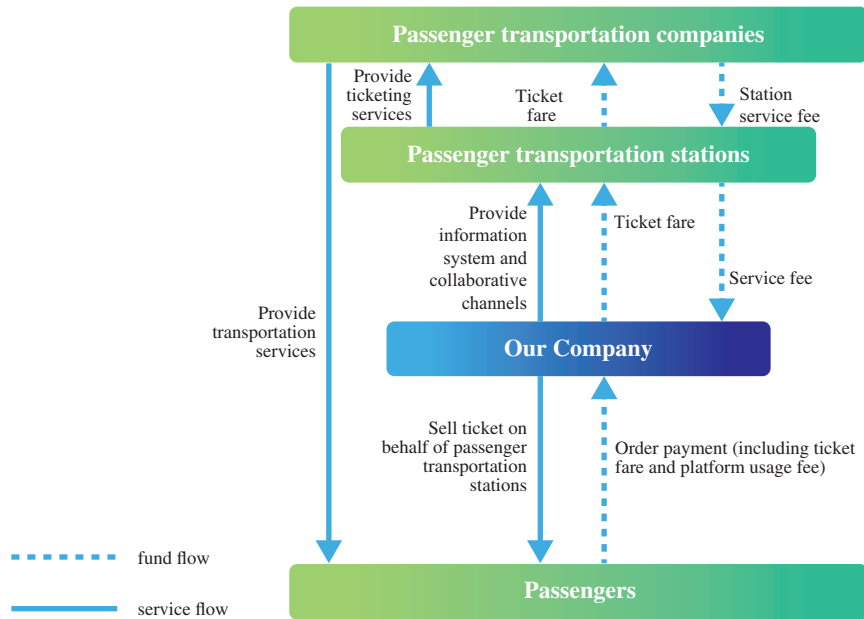 Passenger transportation companies
Provide
ticketing
services
Ticket
fare
Station
service fee
Passenger transportation stations
Provide
information
system and
collaborative
channels
Ticket fare
Service fee
Provide
transportation
services
Our Company
Sell ticket on
behalf of passenger
transportation
stations
Order payment (including ticket
fare and platform usage fee)
fund flow
Passengers
service flow